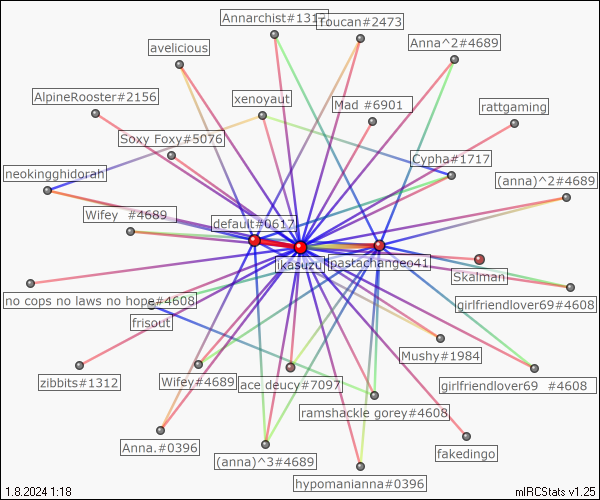 Annarchist#1317
Toucan#2473
avelicious
Anna^2#4689
AlpineRooster#2156
xenoyaut
Mad #6901
rattgaming
Soxy Foxy#5076
Cypha#1717
neokingghidorah
(anna)^2#4689
Wifey  #4689
default#0617
ikasuzu
pastachangeo41
Skalman
no cops no laws no hope#4608
girlfriendlover69#4608
frisout
Mushy#1984
zibbits#1312
Wifey#4689
ace deucy#7097
girlfriendlover69  #4608
ramshackle gorey#4608
Anna.#0396
(anna)^3#4689
fakedingo
hypomanianna#0396
1.8.2024 1:18
mIRCStats v1.25